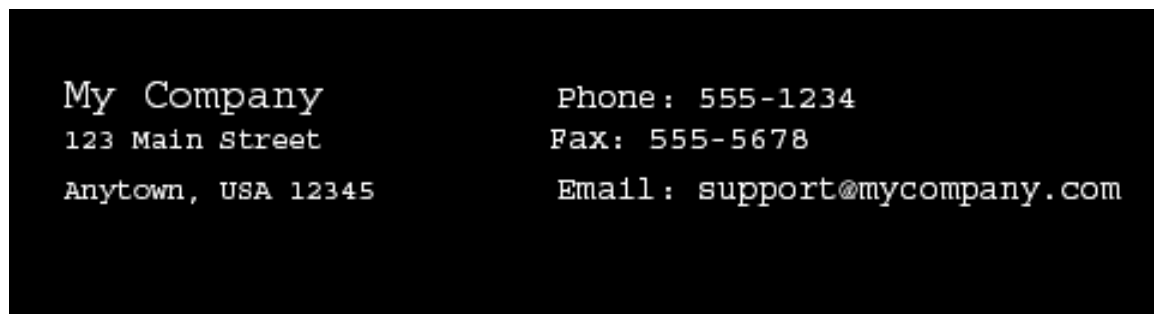 My Company
123 Main Street
Anytown, USA 12345
Phone: 555-1234
Fax: 555-5678
Email: support@mycompany.com